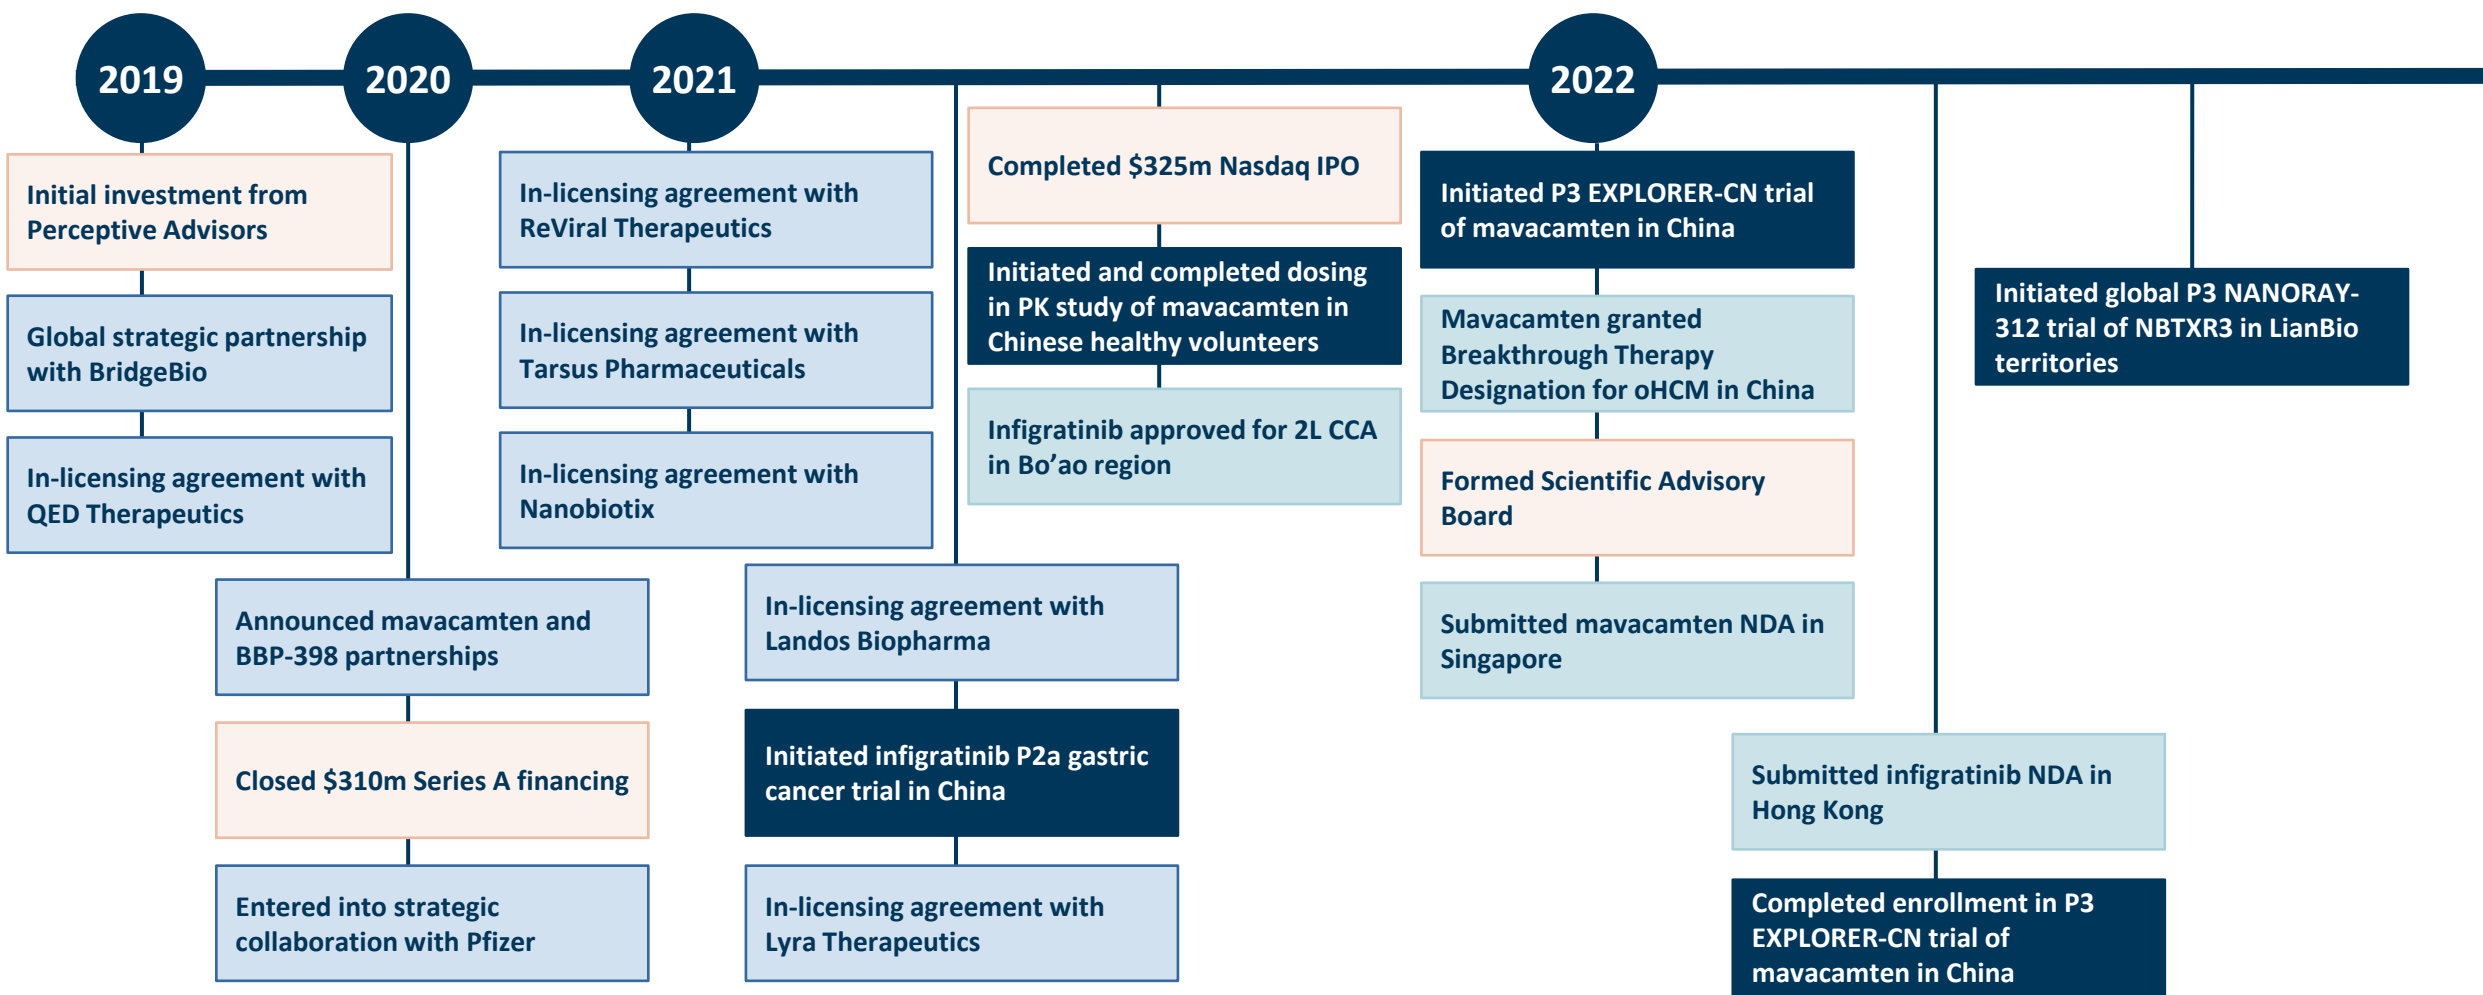 2019
2020
2021
2022
Initial investment from
Perceptive Advisors
Global strategic partnership
with BridgeBio
In-licensing agreement with
QED Therapeutics
Announced mavacamten and
BBP-398 partnerships
Closed $310m Series A financing
Entered into strategic
collaboration with Pfizer
In-licensing agreement with
ReViral Therapeutics
In-licensing agreement with
Tarsus Pharmaceuticals
In-licensing agreement with
Nanobiotix
In-licensing agreement with
Landos Biopharma
Initiated infigratinib P2a gastric
cancer trial in China
In-licensing agreement with
Lyra Therapeutics
Completed $325m Nasdaq IPO
Initiated and completed dosing
in PK study of mavacamten in
Chinese healthy volunteers
Infigratinib approved for 2L CCA
in Bo’ao region
Initiated P3 EXPLORER-CN trial
of mavacamten in China
Mavacamten granted
Breakthrough Therapy
Designation for oHCM in China
Formed Scientific Advisory
Board
Submitted mavacamten NDA in
Singapore
Submitted infigratinib NDA in
Hong Kong
Completed enrollment in P3
EXPLORER-CN trial of
mavacamten in China
Initiated global P3 NANORAY-
312 trial of NBTXR3 in LianBio
territories